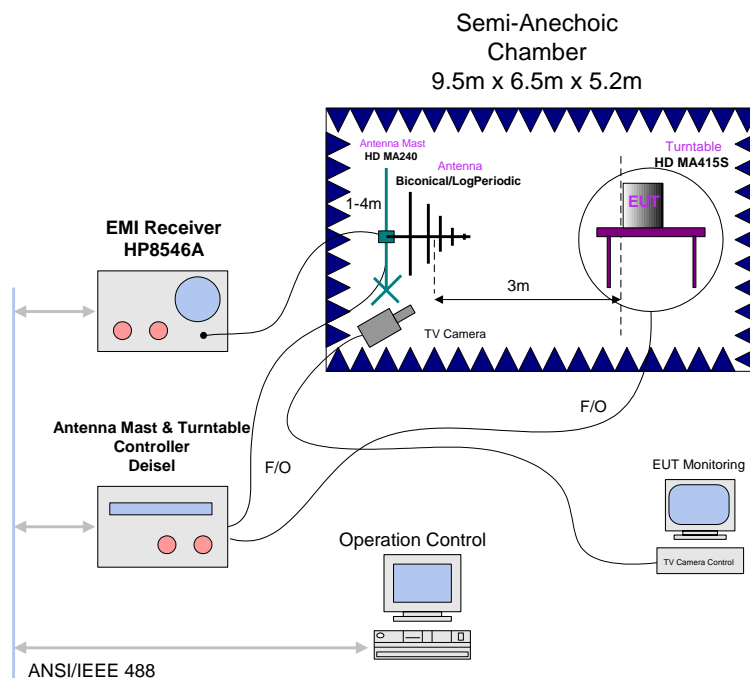 Semi-Anechoic
Chamber
9.5m x 6.5m x 5.2m
Antenna Mast
HD MA240
Antenna
Biconical/LogPeriodic
Turntable
HD MA415S
1-4m
EUT
EMI Receiver
HP8546A
3m
TV Camera
F/O
Antenna Mast & Turntable
Controller
Deisel
F/O
EUT Monitoring
TV Camera Control
Operation Control
ANSI/IEEE 488